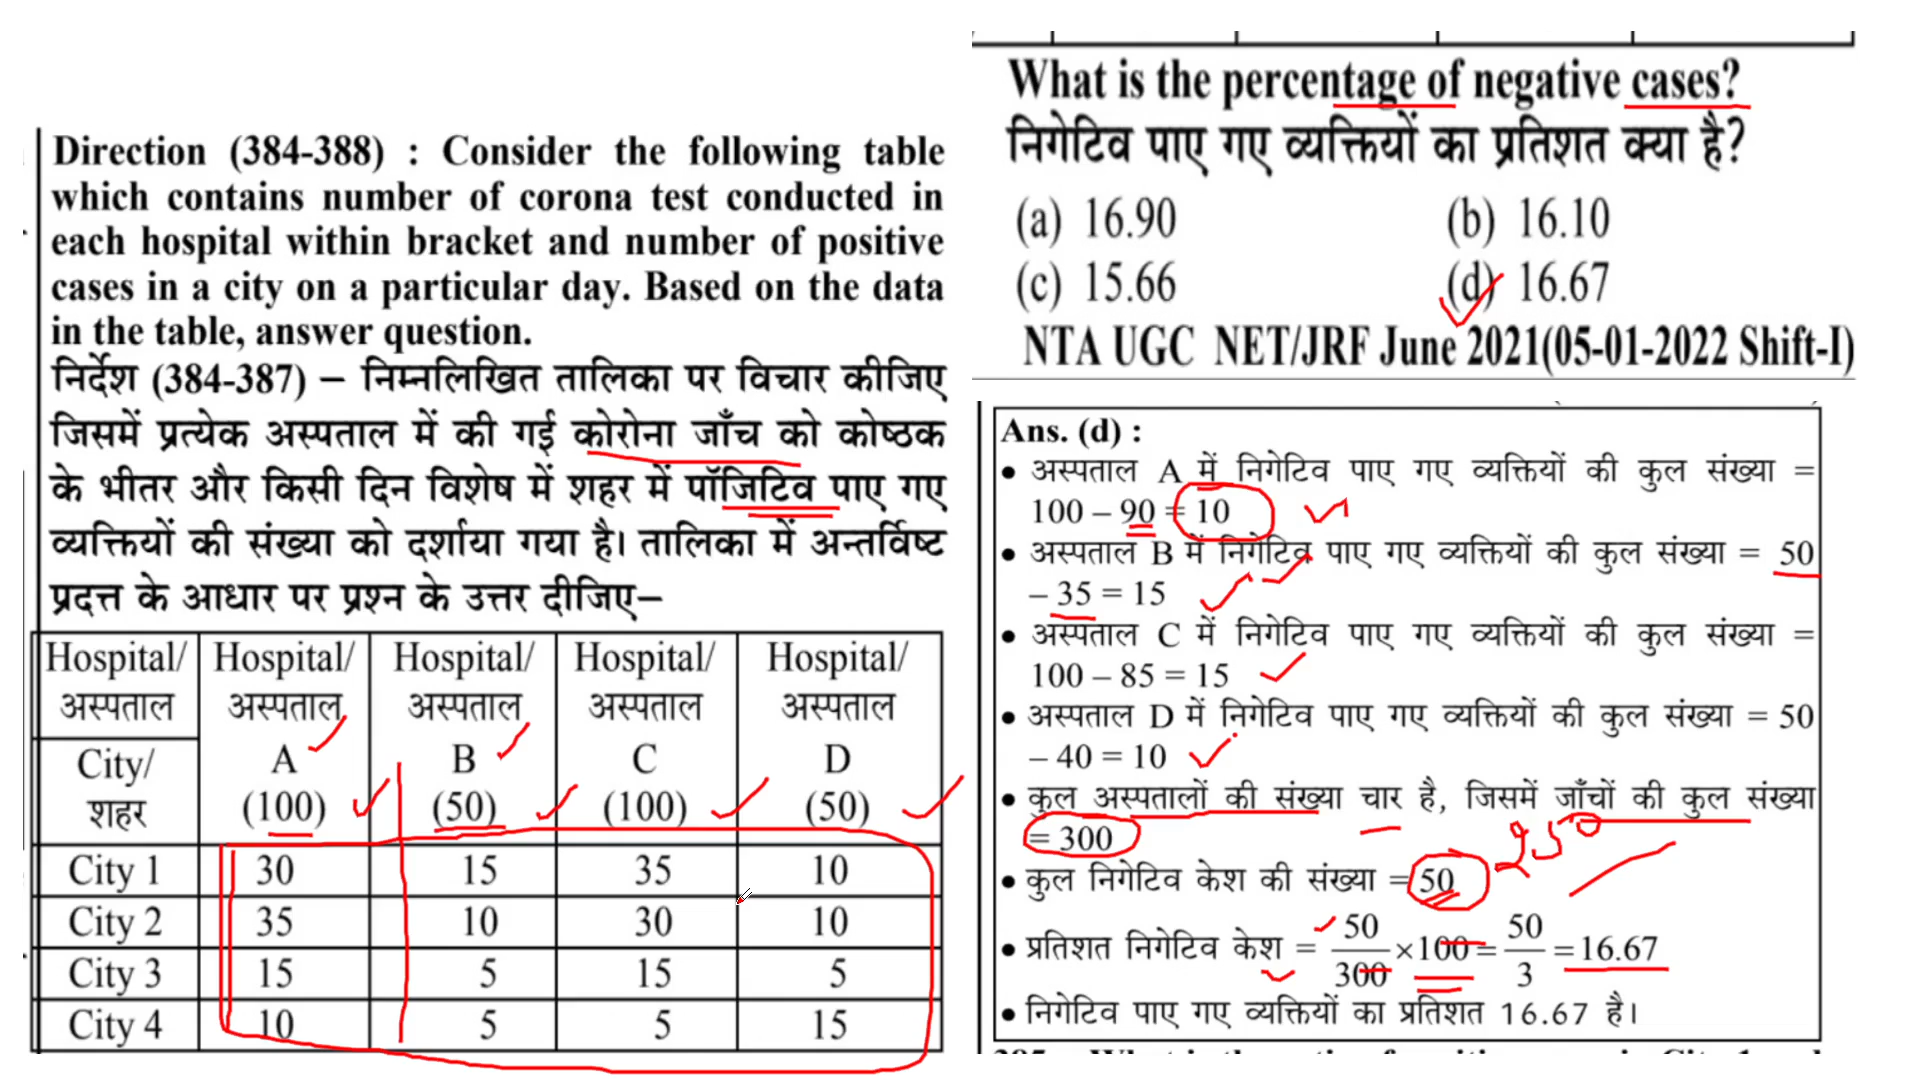 Direction (384-388) : Consider the following table
which contains number of corona test conducted in
each hospital within bracket and number of positive
cases in a city on a particular day. Based on the data
in the table, answer question.
निर्देश (384-387) – निम्नलिखित तालिका पर विचार कीजिए
जिसमें प्रत्येक अस्पताल में की गई कोरोना जाँच को कोष्ठक
के भीतर और किसी दिन विशेष में शहर में पॉजिटिव पाए गए
व्यक्तियों की संख्या को दर्शाया गया है। तालिका में अन्तर्विष्ट
प्रदत्त के आधार पर प्रश्न के उत्तर दीजिए–
Hospital/ Hospital/ Hospital/ Hospital/ Hospital/
अस्पताल अस्पताल अस्पताल अस्पताल अस्पताल
City/ A B C D
शहर (100) (50) (100) (50)
City 1 30 15 35 10
City 2 35 10 30 10
City 3 15 5 15 5
City 4 10 5 5 15
What is the percentage of negative cases?
निगेटिव पाए गए व्यक्तियों का प्रतिशत क्या है?
(a) 16.90 (b) 16.10
(c) 15.66 (d) 16.67
NTA UGC NET/JRF June 2021(05-01-2022 Shift-I)
Ans. (d) :
• अस्पताल A में निगेटिव पाए गए व्यक्तियों की कुल संख्या =
100 – 90 = 10
• अस्पताल B में निगेटिव पाए गए व्यक्तियों की कुल संख्या = 50
– 35 = 15
• अस्पताल C में निगेटिव पाए गए व्यक्तियों की कुल संख्या =
100 – 85 = 15
• अस्पताल D में निगेटिव पाए गए व्यक्तियों की कुल संख्या = 50
– 40 = 10
• कुल अस्पतालों की संख्या चार है, जिसमें जाँचों की कुल संख्या
= 300
250
• कुल निगेटिव केश की संख्या = 50
• प्रतिशत निगेटिव केश = 50/300 ×100 = 50/3 = 16.67
• निगेटिव पाए गए व्यक्तियों का प्रतिशत 16.67 है।